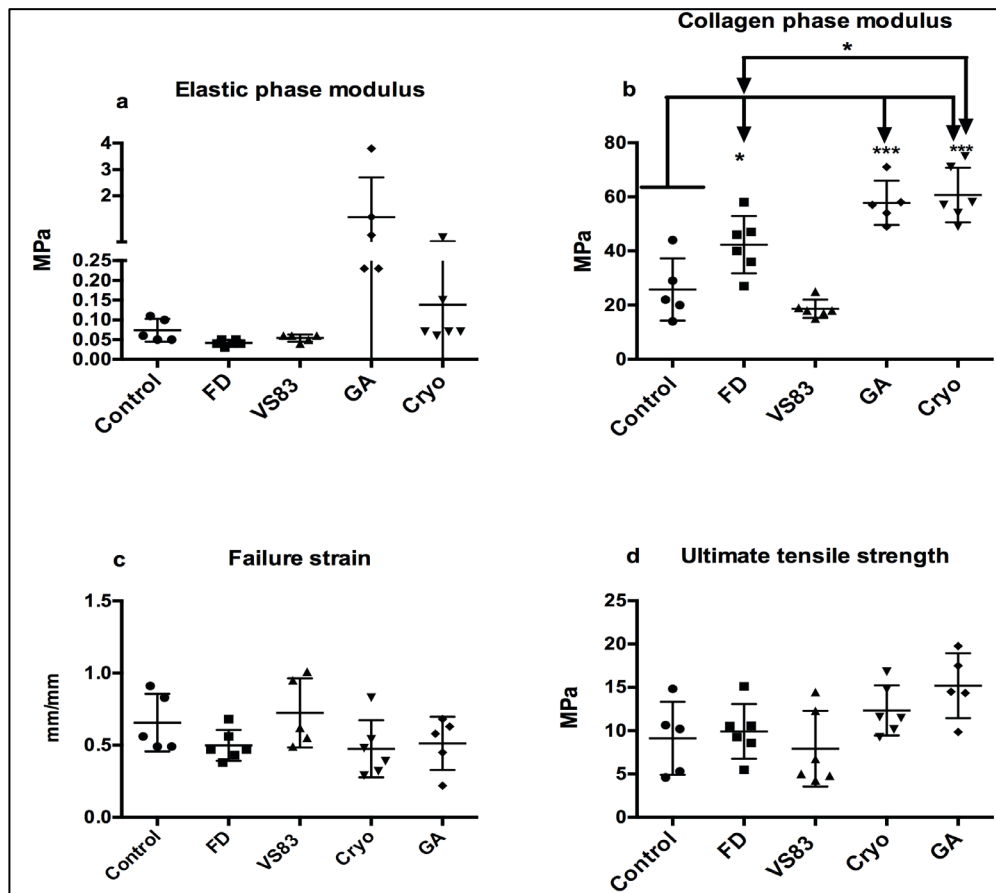 a
Elastic phase modulus
MPa
4
3
2
0.25
0.20
0.15
0.10
0.05
0.00
Control
FD
VS83
GA
Cryo
Collagen phase modulus
*
b
*
***
***
MPa
80
60
40
20
0
Control
FD
VS83
GA
Cryo
c
Failure strain
mm/mm
1.5
1.0
0.5
0.0
Control
FD
VS83
Cryo
GA
d
Ultimate tensile strength
MPa
25
20
15
10
5
0
Control
FD
VS83
Cryo
GA